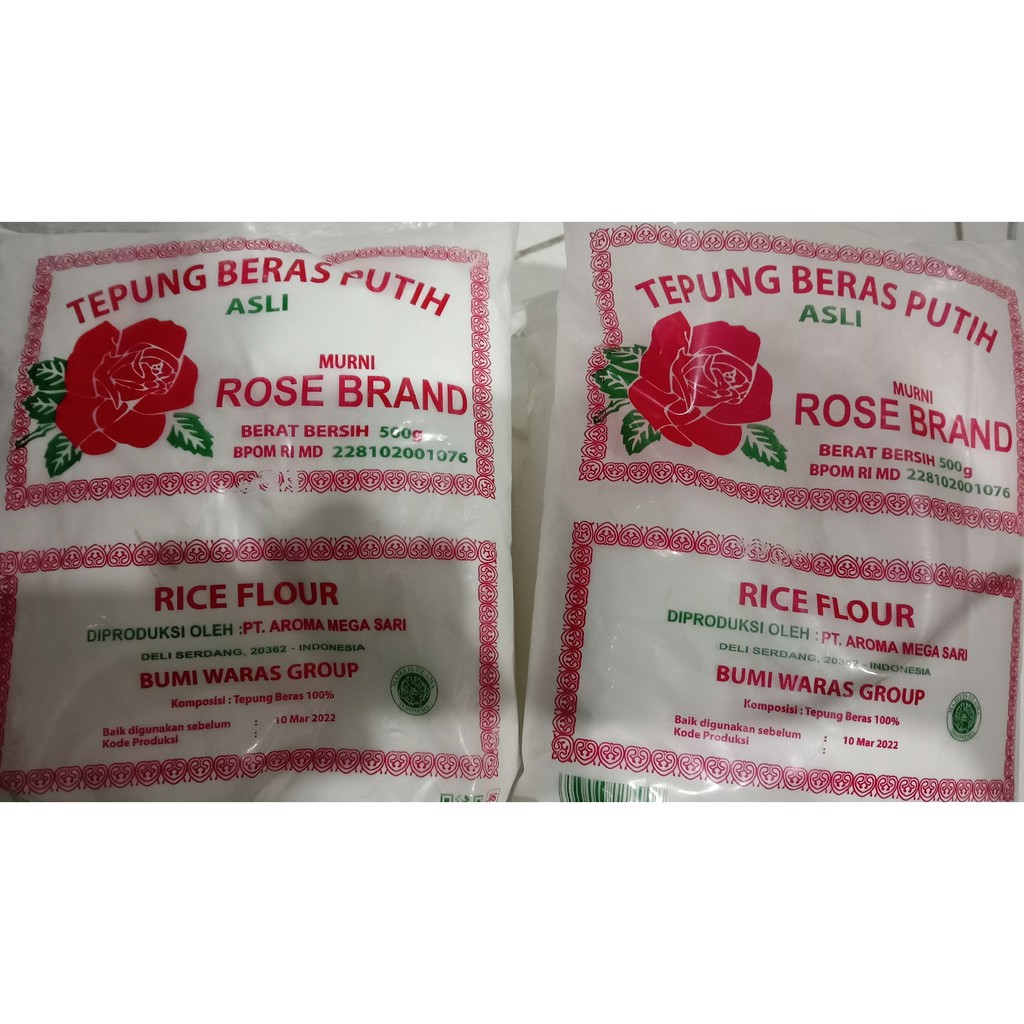 TEPUNG BERAS PUTIH
ASLI
MURNI
ROSE BRAND
BERAT BERSIH 500g
BPOM RI MD 228102001076
RICE FLOUR
DIPRODUKSI OLEH :PT. AROMA MEGA SARI
DELI SERDANG, 20362 - INDONESIA
BUMI WARAS GROUP
Komposisi : Tepung Beras 100%
Baik digunakan sebelum : 10 Mar 2022
Kode Produksi :
TEPUNG BERAS PUTIH
ASLI
MURNI
ROSE BRAND
BERAT BERSIH 500g
BPOM RI MD 228102001076
RICE FLOUR
DIPRODUKSI OLEH : PT. AROMA MEGA SARI
DELI SERDANG, 20362 - INDONESIA
BUMI WARAS GROUP
Komposisi : Tepung Beras 100%
Baik digunakan sebelum : 10 Mar 2022
Kode Produksi :